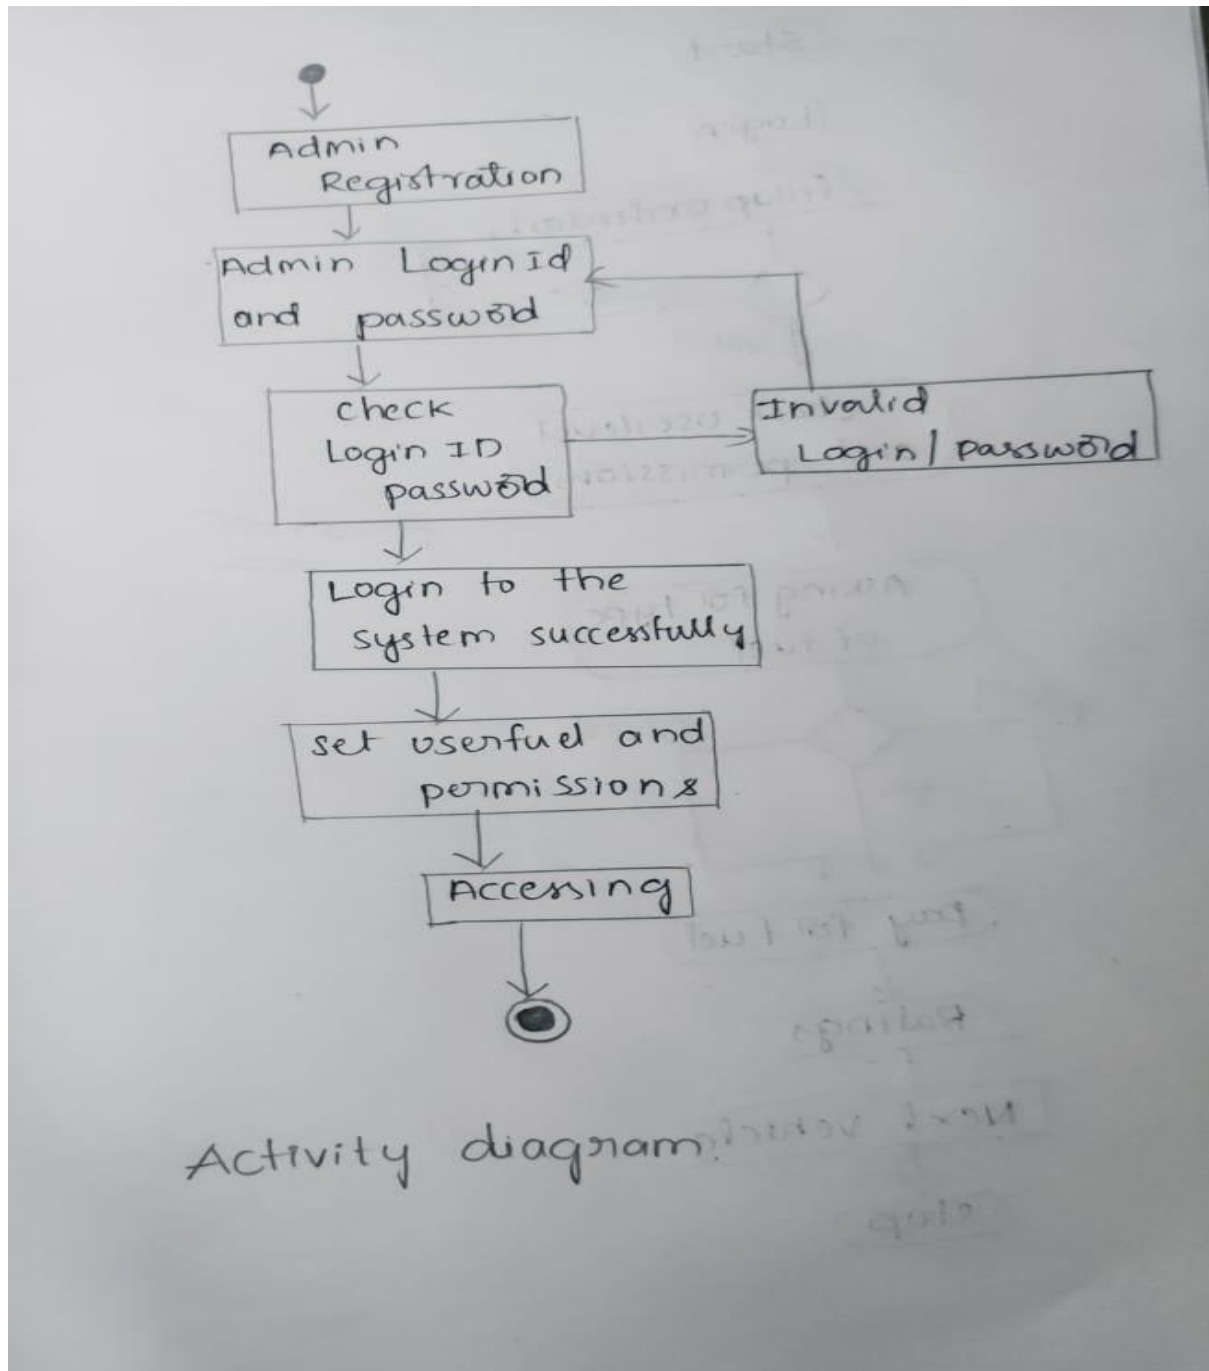 Admin
Registration
Admin Login Id
and password
check
Login ID
password
Invalid
Login/password
Login to the
system successfully
set userfuel and
permissions
Accessing
Activity diagram